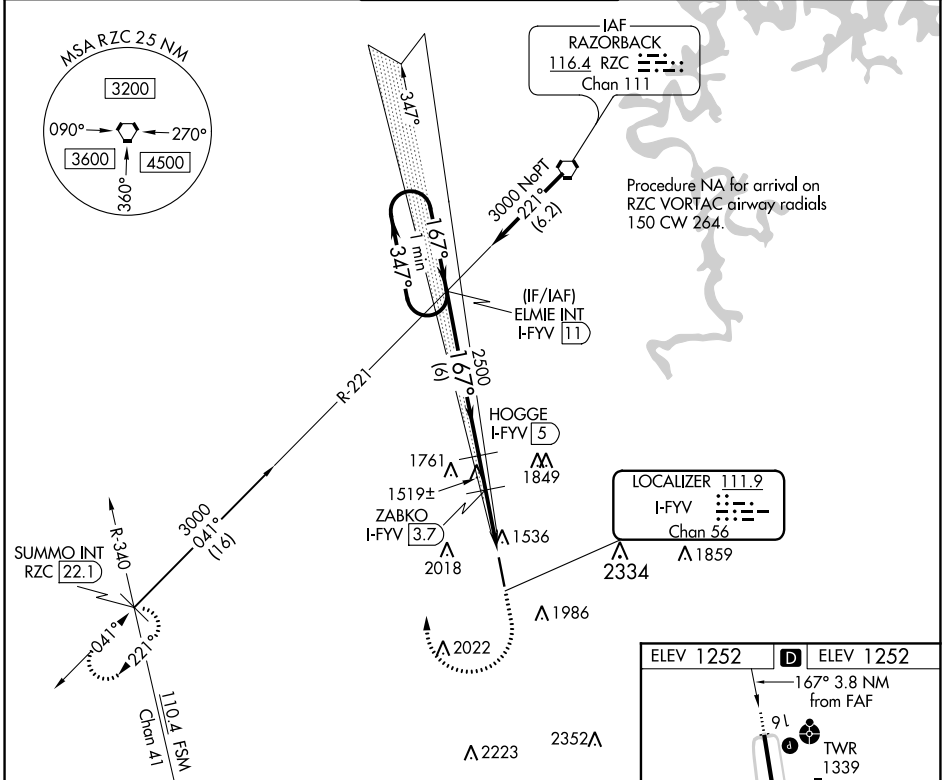 MSA RZC 25 NM
3200
090°
270°
3600
4500
360°
IAF
RAZORBACK
116.4 RZC
Chan 111
347°
3000 NoPT
221°
(6.2)
Procedure NA for arrival on
RZC VORTAC airway radials
150 CW 264.
167°
1 min
347°
(IF/IAF)
ELMIE INT
I-FYV 11
2500
167°
(6)
R-221
HOGGE
I-FYV 5
1761
1849
1519±
ZABKO
I-FYV 3.7
1536
2018
LOCALIZER 111.9
I-FYV
Chan 56
2334
1859
3000
041°
(16)
R-340
SUMMO INT
RZC 22.1
041°
221°
110.4 FSM
Chan 41
1986
2022
2223
2352
ELEV 1252
D
ELEV 1252
167° 3.8 NM
from FAF
16
P
TWR
1339